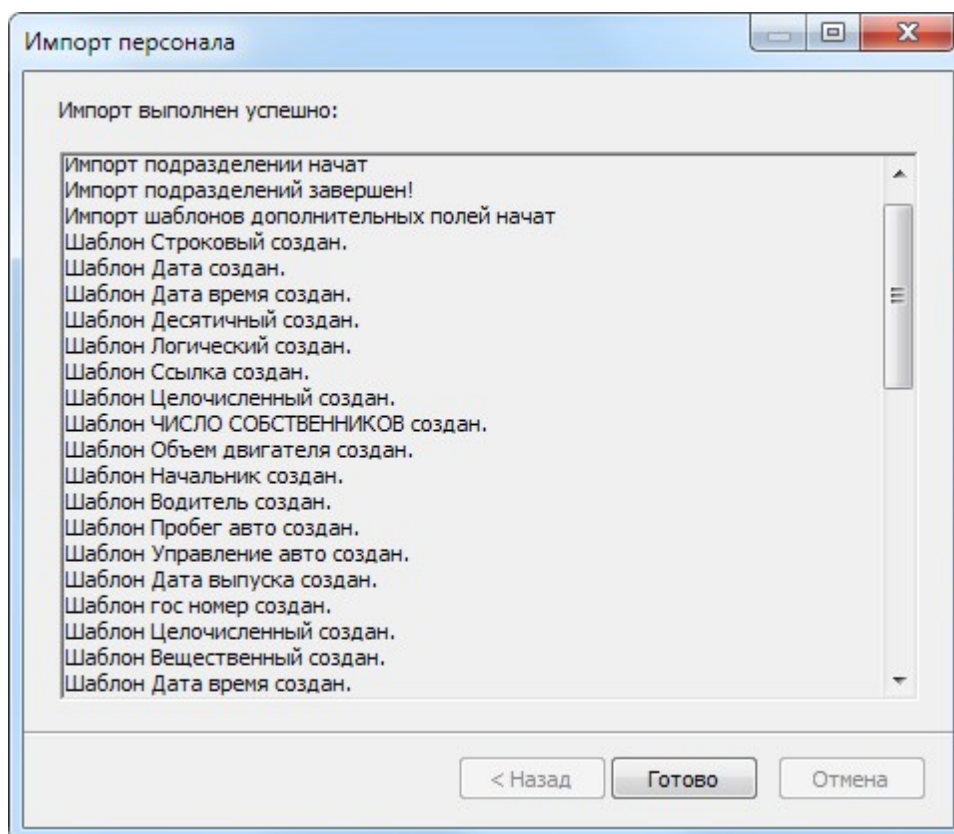 Импорт персонала
Импорт выполнен успешно:
Импорт подразделений начат
Импорт подразделений завершен!
Импорт шаблонов дополнительных полей начат
Шаблон Строковый создан.
Шаблон Дата создан.
Шаблон Дата время создан.
Шаблон Десятичный создан.
Шаблон Логический создан.
Шаблон Ссылка создан.
Шаблон Целочисленный создан.
Шаблон ЧИСЛО СОБСТВЕННИКОВ создан.
Шаблон Объем двигателя создан.
Шаблон Начальник создан.
Шаблон Водитель создан.
Шаблон Пробег авто создан.
Шаблон Управление авто создан.
Шаблон Дата выпуска создан.
Шаблон гос номер создан.
Шаблон Целочисленный создан.
Шаблон Вещественный создан.
Шаблон Дата время создан.
< Назад
Готово
Отмена